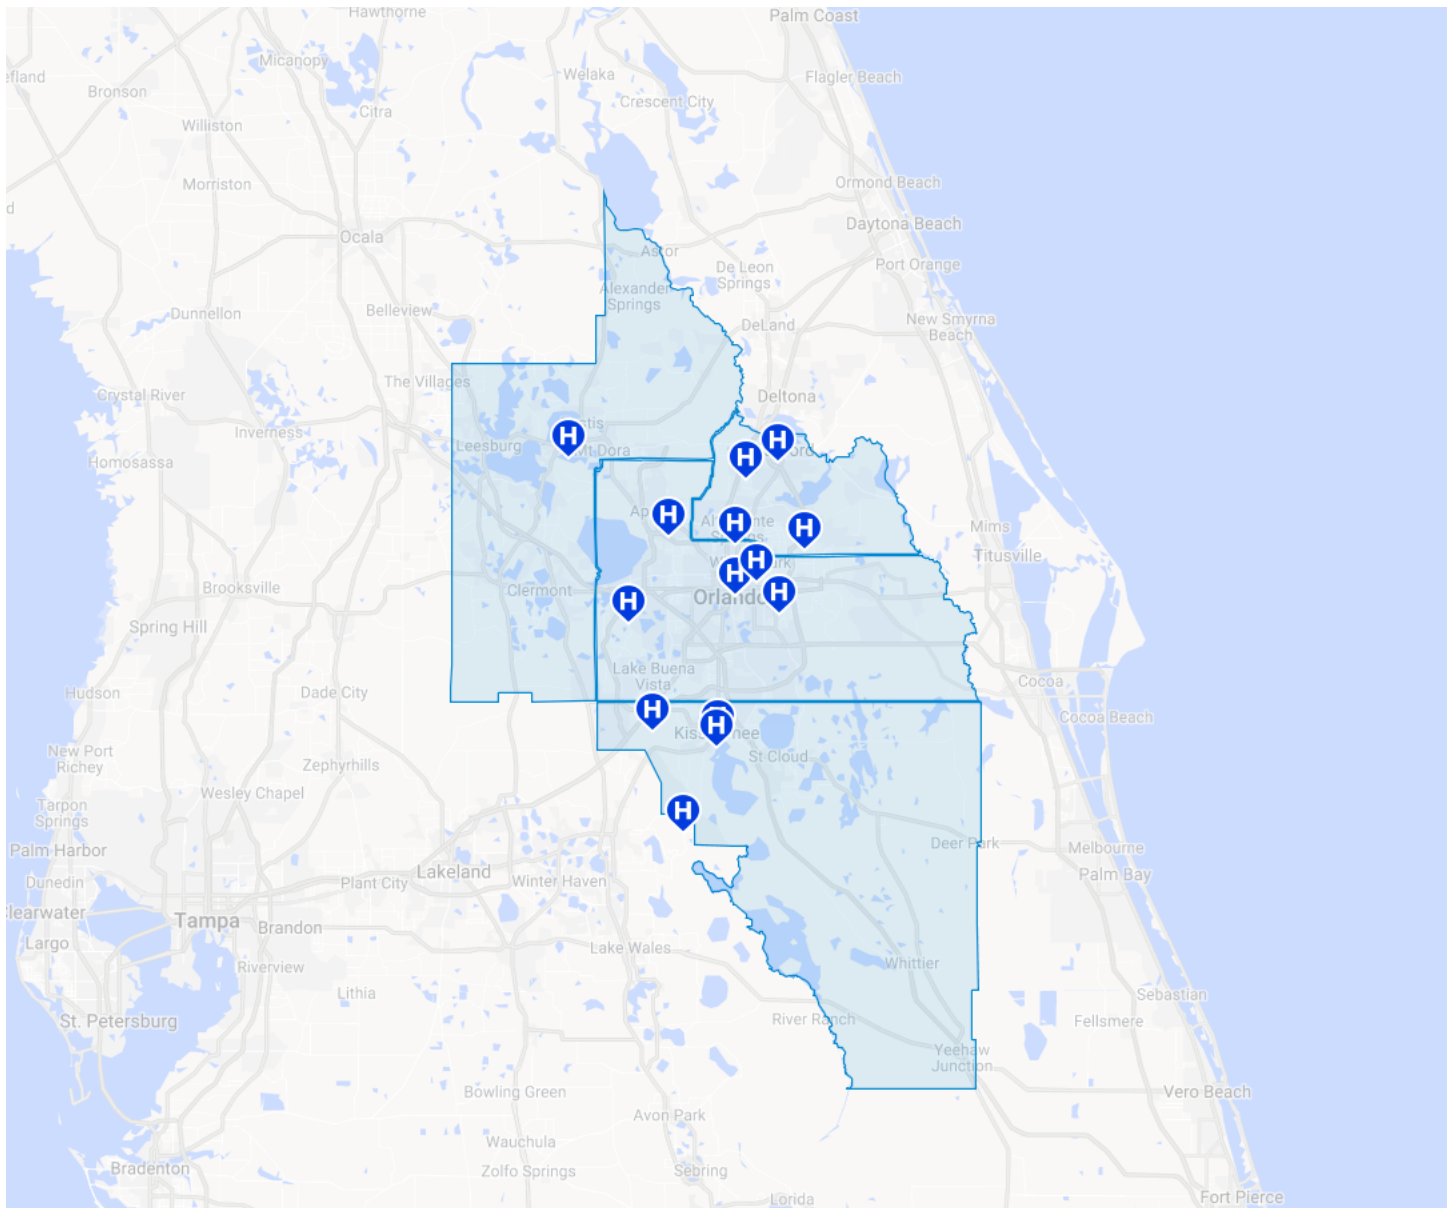 Hawthorne
Palm Coast
Micanopy
efland
Bronson
Welaka
Flagler Beach
Crescent City
Citra
Williston
Morriston
Ormond Beach
d
Daytona Beach
Ocala
Astor
Port Orange
De Leon
Springs
Alexander
Springs
Dunnellon
Belleview
New Smyrna
Beach
DeLand
The Villages
Crystal River
Deltona
Inverness
Leesburg
Mt Dora
Homosassa
H
H
H
H
H
H
Mims
Titusville
H
H
H
Brooksville
Clermont
Orlando
H
Spring Hill
Lake Buena
Vista
Hudson
Dade City
Cocoa
Cocoa Beach
H
H
New Port
Richey
Zephyrhills
St Cloud
Wesley Chapel
Tarpon
Springs
H
Palm Harbor
Deer Park
Melbourne
Lakeland
Dunedin
Plant City
Winter Haven
Palm Bay
Clearwater
Tampa
Brandon
Largo
Lake Wales
Riverview
Whittier
Lithia
Sebastian
St. Petersburg
River Ranch
Fellsmere
Yeehaw
Junction
Bowling Green
Vero Beach
Avon Park
Wauchula
Bradenton
Zolfo Springs
Sebring
Lorida
Fort Pierce